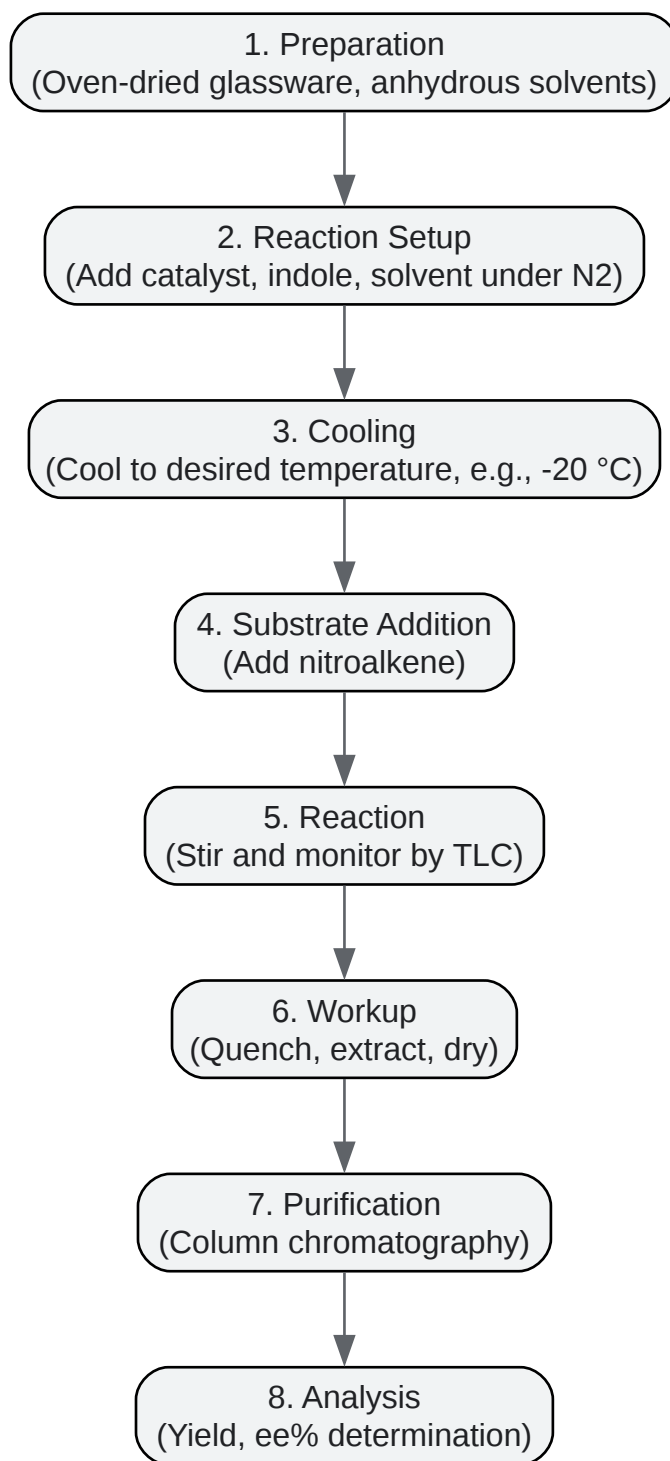 1. Preparation
(Oven-dried glassware, anhydrous solvents)
2. Reaction Setup
(Add catalyst, indole, solvent under N2)
3. Cooling
(Cool to desired temperature, e.g., -20 °C)
4. Substrate Addition
(Add nitroalkene)
5. Reaction
(Stir and monitor by TLC)
6. Workup
(Quench, extract, dry)
7. Purification
(Column chromatography)
8. Analysis
(Yield, ee% determination)